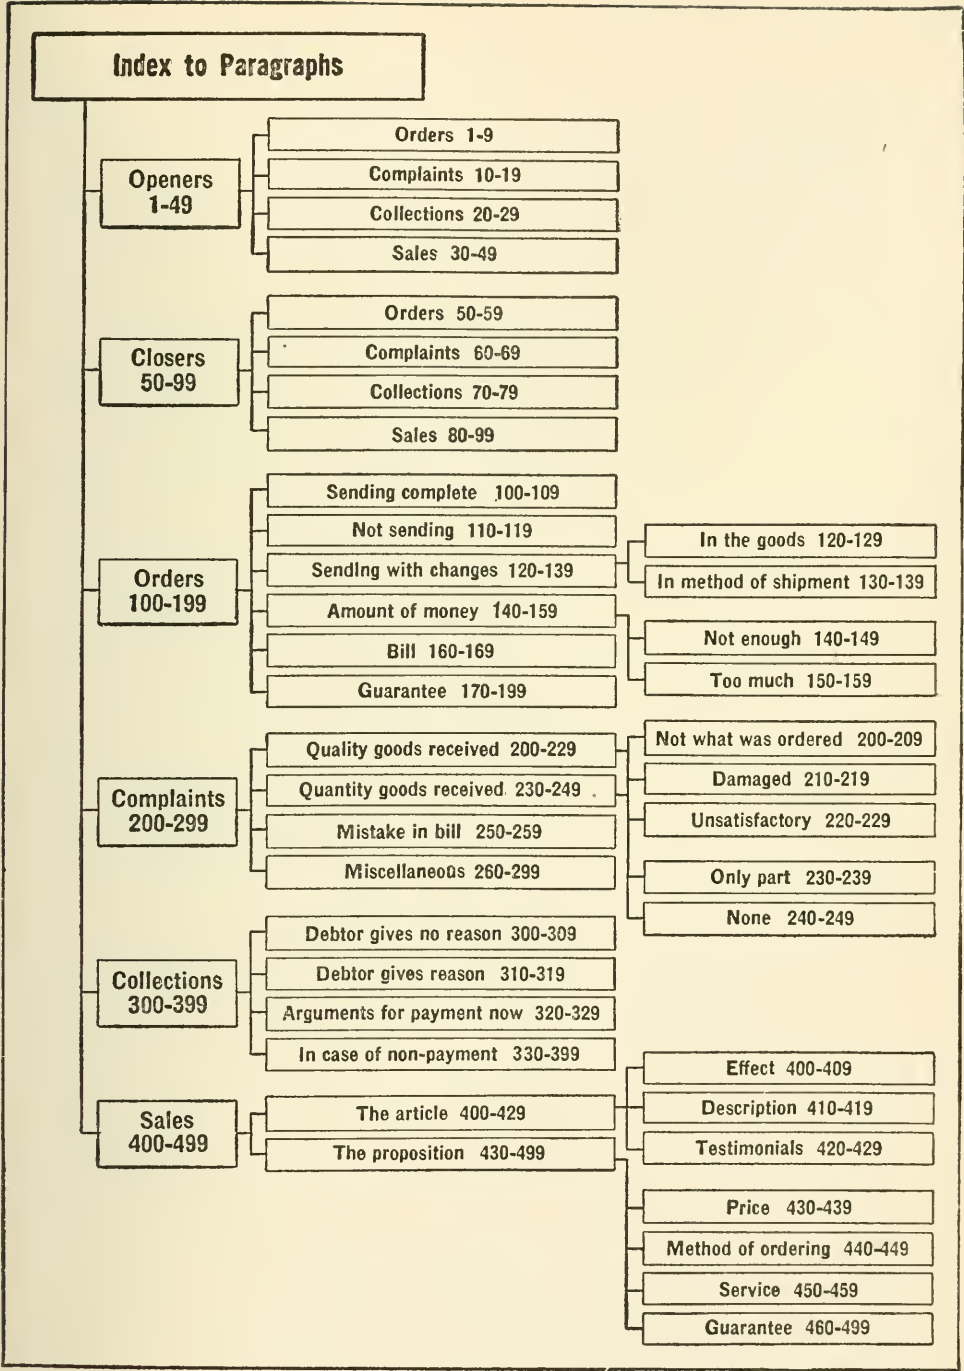 Index to Paragraphs
Openers
1-49
Orders 1-9
Complaints 10-19
Collections 20-29
Sales 30-49
Closers
50-99
Orders 50-59
Complaints 60-69
Collections 70-79
Sales 80-99
Orders
100-199
Sending complete 100-109
Not sending 110-119
Sending with changes 120-139
In the goods 120-129
In method of shipment 130-139
Amount of money 140-159
Not enough 140-149
Too much 150-159
Bill 160-169
Guarantee 170-199
Complaints
200-299
Quality goods received 200-229
Not what was ordered 200-209
Damaged 210-219
Unsatisfactory 220-229
Quantity goods received 230-249
Only part 230-239
None 240-249
Mistake in bill 250-259
Miscellaneous 260-299
Collections
300-399
Debtor gives no reason 300-309
Debtor gives reason 310-319
Arguments for payment now 320-329
In case of non-payment 330-399
Sales
400-499
The article 400-429
Effect 400-409
Description 410-419
Testimonials 420-429
The proposition 430-499
Price 430-439
Method of ordering 440-449
Service 450-459
Guarantee 460-499